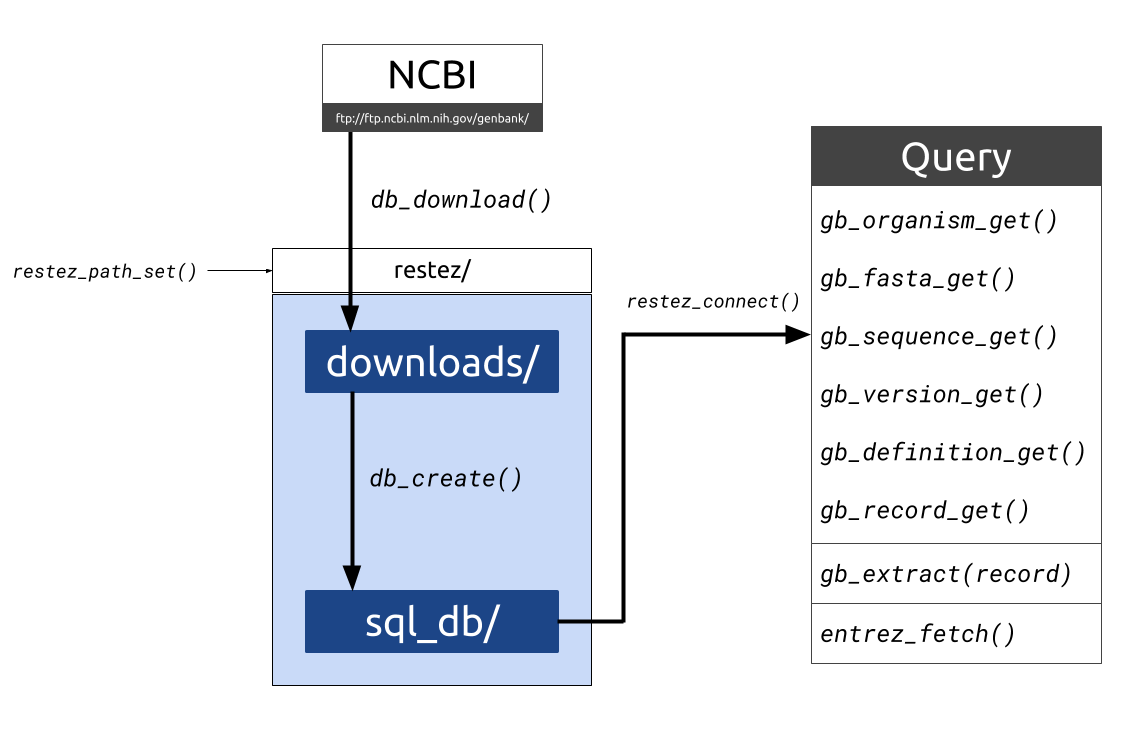 NCBI
ftp://ftp.ncbi.nlm.nih.gov/genbank/
db_download()
restez_path_set()
restez/
downloads/
db_create()
sql_db/
restez_connect()
Query
gb_organism_get()
gb_fasta_get()
gb_sequence_get()
gb_version_get()
gb_definition_get()
gb_record_get()
gb_extract(record)
entrez_fetch()